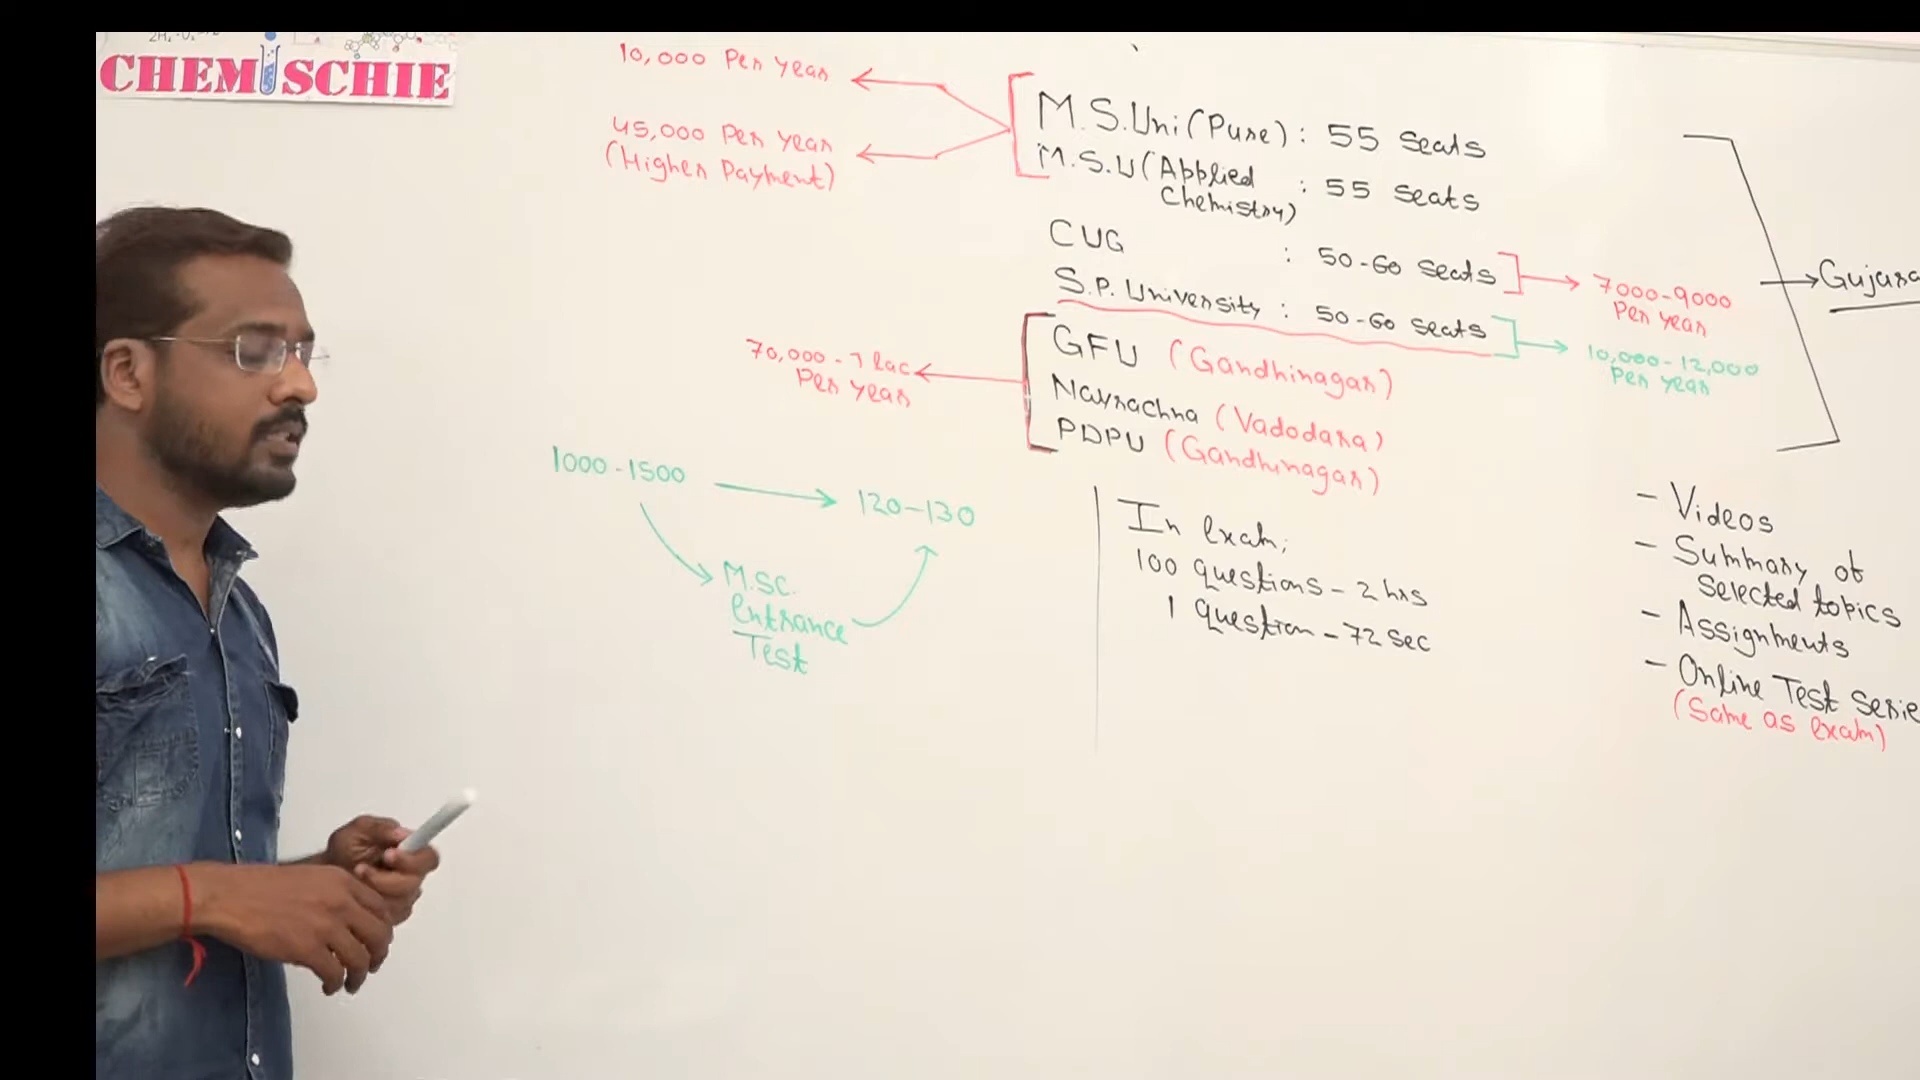 CHEMISCHIE
10,000 Per year
45,000 Per year
(Higher Payment)
M.S.Uni (Pure) : 55 Seats
M.S.U (Applied Chemistry) : 55 Seats
CUG : 50-60 Seats
7000-9000
Per year
S.P. University : 50-60 Seats
10,000-12,000
Per year
Gujara
70,000 - 1 lac
Per year
GFU (Gandhinagar)
Navrachna (Vadodara)
PDPU (Gandhinagar)
1000-1500
120-130
M.SC.
Entrance
Test
In exam,
100 questions - 2 hrs
1 question - 72 sec
- Videos
- Summary of
selected topics
- Assignments
- Online Test Serie
(Same as exam)